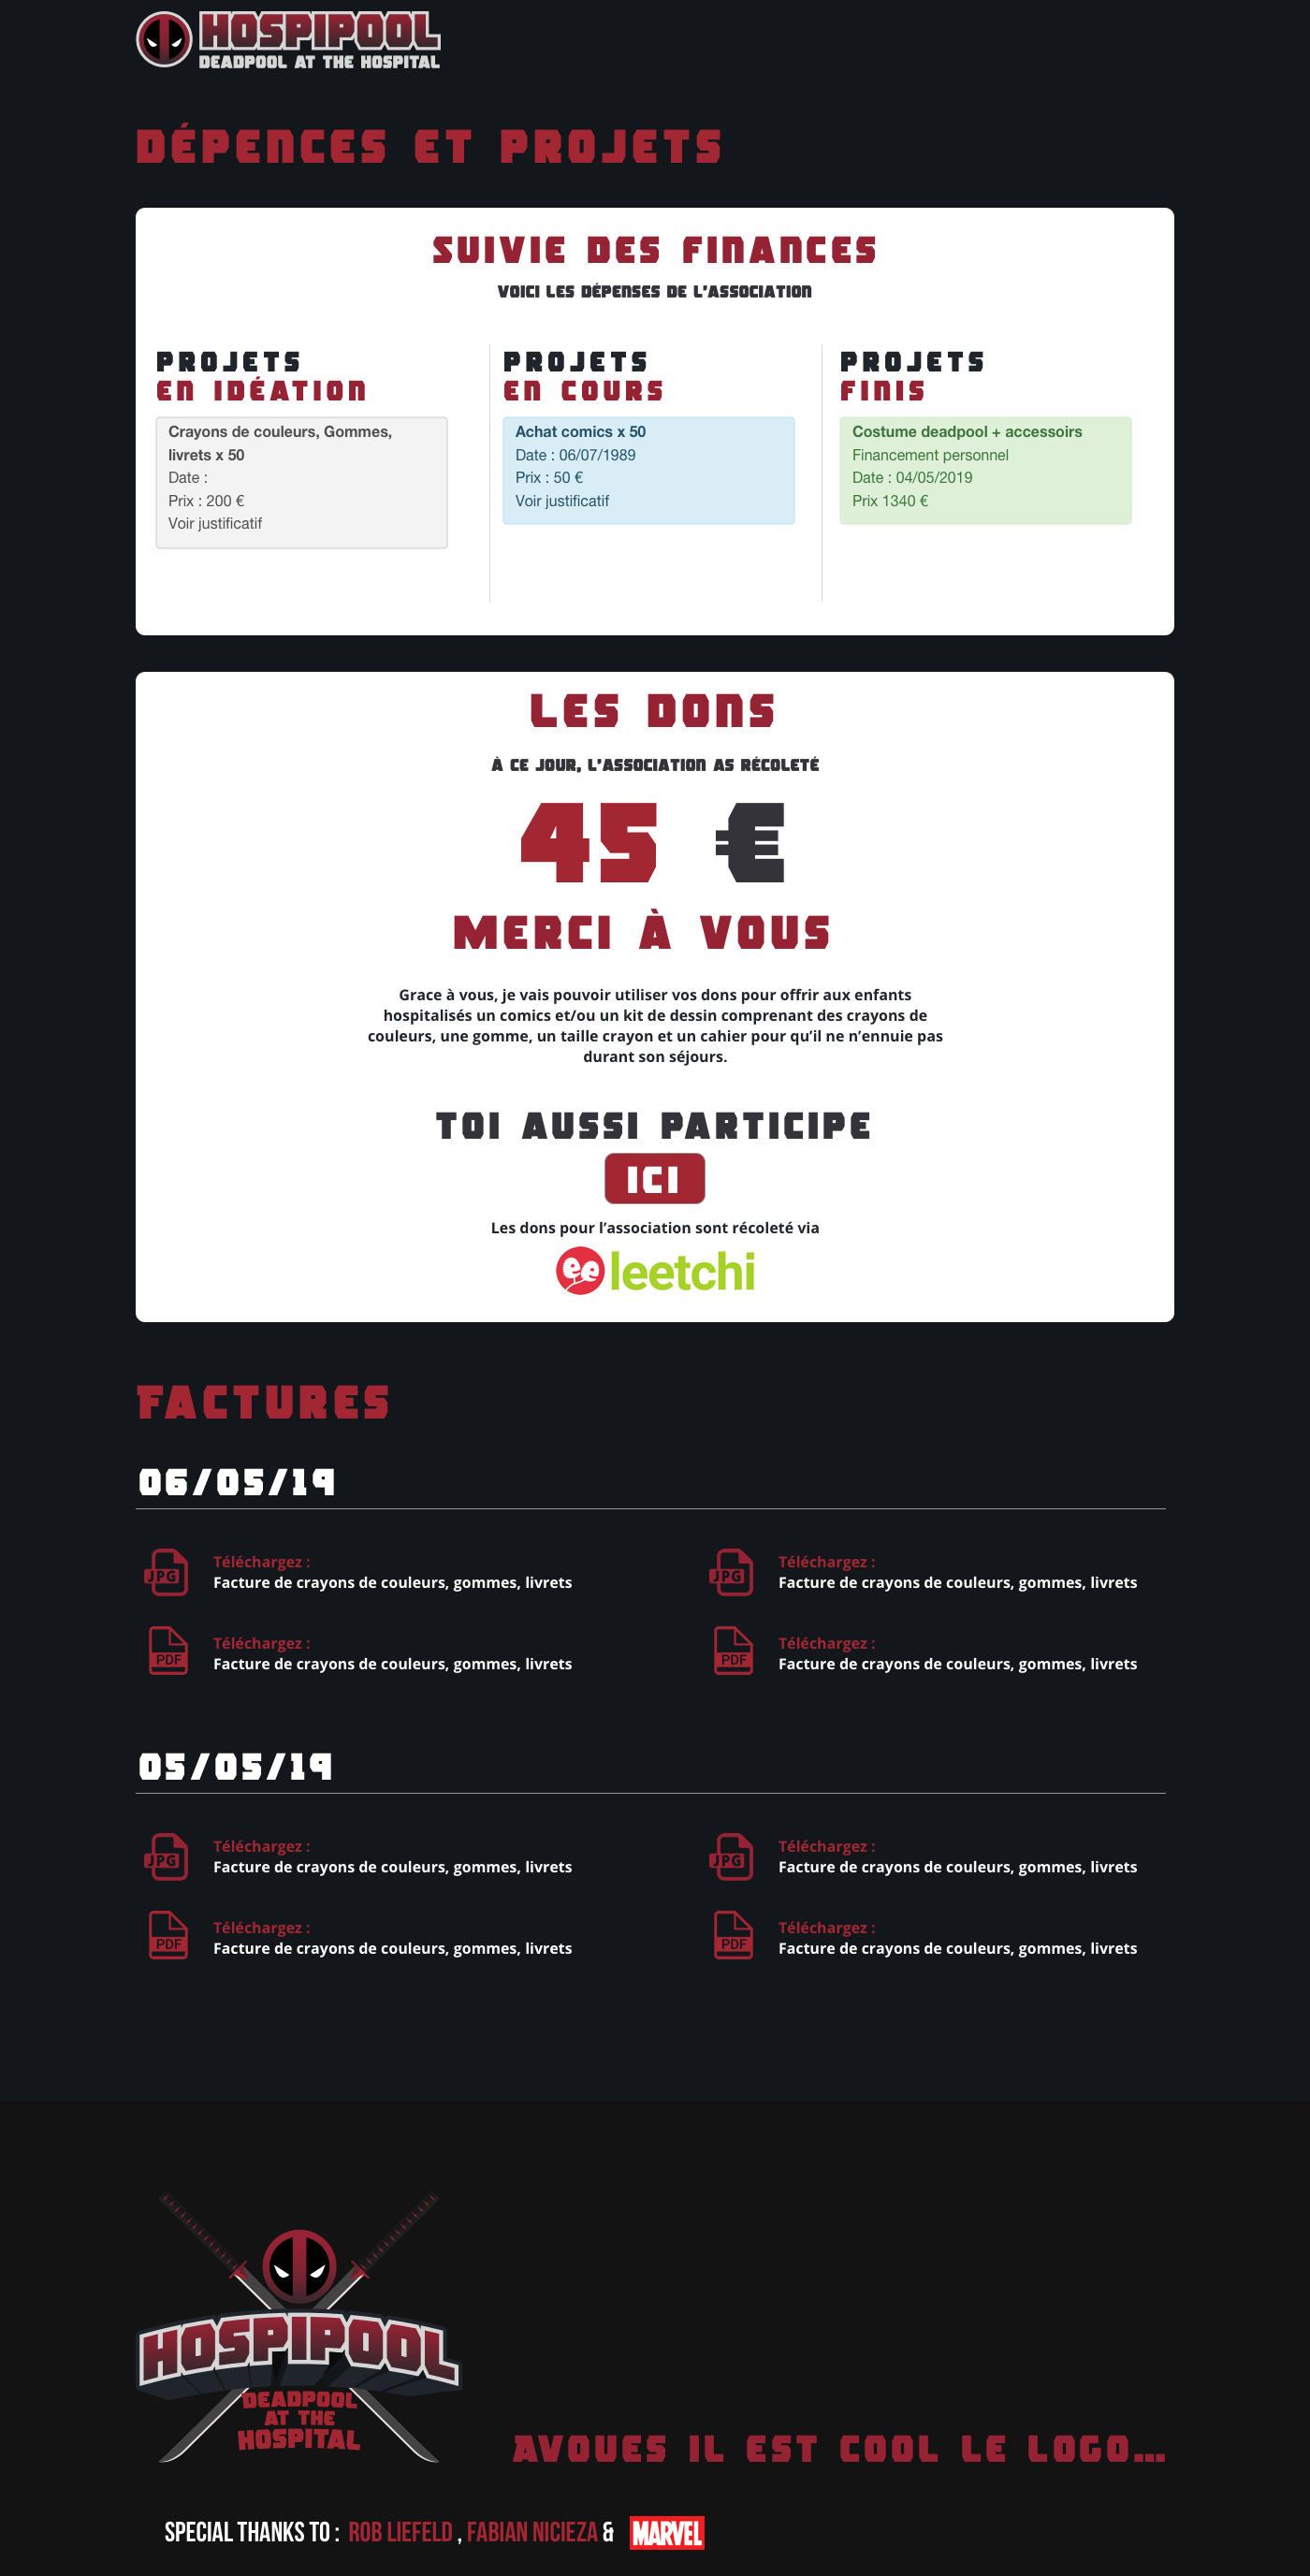 HOSPIPOOL
DEADPOOL AT THE HOSPITAL
DÉPENCES ET PROJETS
SUIVIE DES FINANCES
VOICI LES DÉPENSES DE L'ASSOCIATION
PROJETS
EN IDÉATION
Crayons de couleurs, Gommes,
livrets x 50
Date :
Prix : 200 €
Voir justificatif
PROJETS
EN COURS
Achat comics x 50
Date : 06/07/1989
Prix : 50 €
Voir justificatif
PROJETS
FINIS
Costume deadpool + accessoirs
Financement personnel
Date : 04/05/2019
Prix 1340 €
LES DONS
À CE JOUR, L'ASSOCIATION AS RÉCOLETÉ
45 €
MERCI À VOUS
Grace à vous, je vais pouvoir utiliser vos dons pour offrir aux enfants
hospitalisés un comics et/ou un kit de dessin comprenant des crayons de
couleurs, une gomme, un taille crayon et un cahier pour qu’il ne n’ennuie pas
durant son séjours.
TOI AUSSI PARTICIPE
ICI
Les dons pour l’association sont récoleté via
leetchi
FACTURES
06/05/19
JPG
Téléchargez :
Facture de crayons de couleurs, gommes, livrets
JPG
Téléchargez :
Facture de crayons de couleurs, gommes, livrets
PDF
Téléchargez :
Facture de crayons de couleurs, gommes, livrets
PDF
Téléchargez :
Facture de crayons de couleurs, gommes, livrets
05/05/19
JPG
Téléchargez :
Facture de crayons de couleurs, gommes, livrets
JPG
Téléchargez :
Facture de crayons de couleurs, gommes, livrets
PDF
Téléchargez :
Facture de crayons de couleurs, gommes, livrets
PDF
Téléchargez :
Facture de crayons de couleurs, gommes, livrets
HOSPIPOOL
DEADPOOL
AT THE
HOSPITAL
AVOUES IL EST COOL LE LOGO...
SPECIAL THANKS TO : ROB LIEFELD , FABIAN NICIEZA & MARVEL